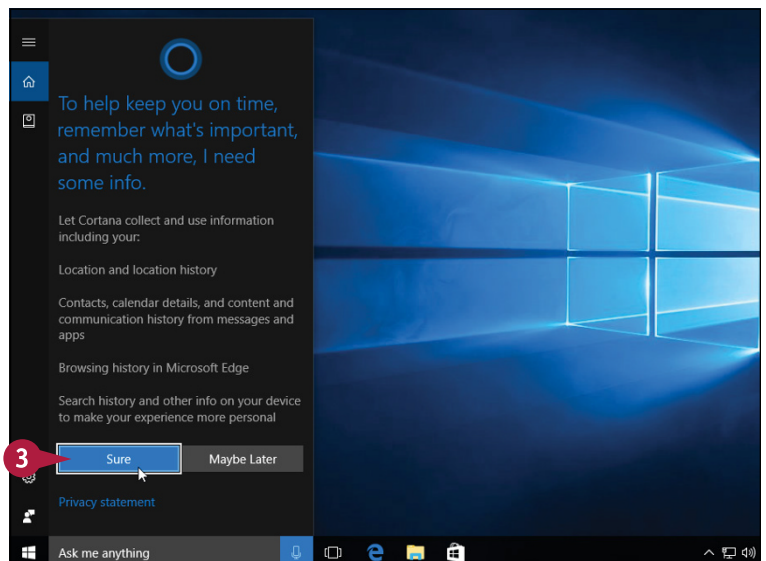 To help keep you on time,
remember what's important,
and much more, I need
some info.
Let Cortana collect and use information
including your:
Location and location history
Contacts, calendar details, and content and
communication history from messages and
apps
Browsing history in Microsoft Edge
Search history and other info on your device
to make your experience more personal
3
Sure
Maybe Later
Privacy statement
Ask me anything